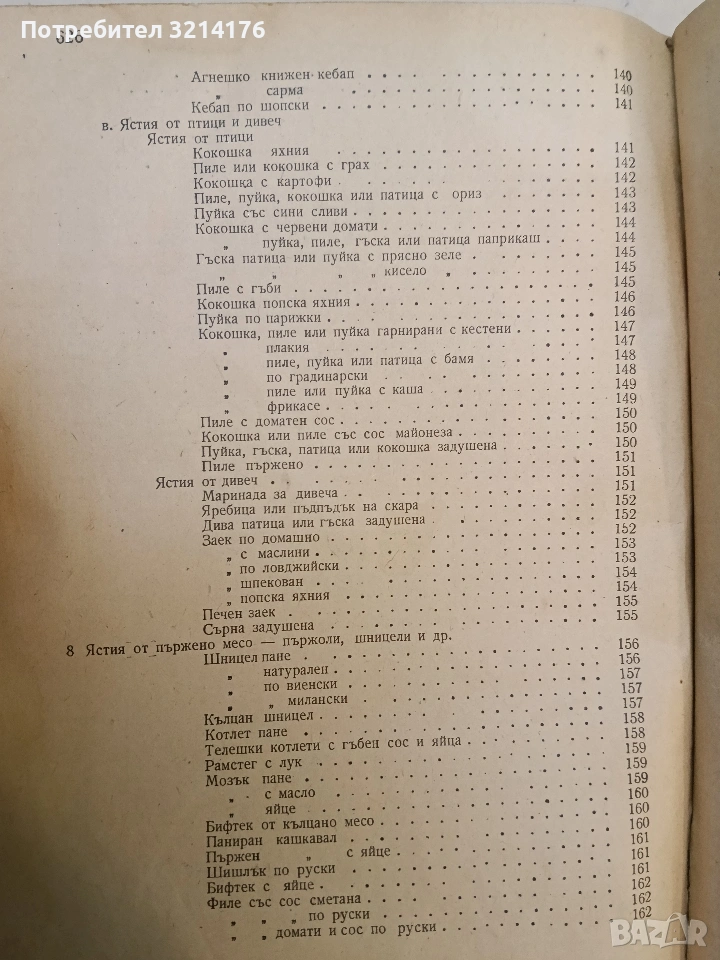 Потребител 3214176
626
Агнешко книжен кебап . . . . . . . . . . 140
„ сарма . . . . . . . . . . 140
Кебап по шопски . . . . . . . . . . 141
в. Ястия от птици и дивеч
Ястия от птици
Кокошка яхния . . . . . . . . . . 141
Пиле или кокошка с грах . . . . . . . . . . 142
Кокошка с картофи . . . . . . . . . . 142
Пиле, пуйка, кокошка или патица с ориз . . . . . . 143
Пуйка със сини сливи . . . . . . . . . . 143
Кокошка с червени домати . . . . . . . . . . 144
„ пуйка, пиле, гъска или патица паприкаш . . . . 144
Гъска патица или пуйка с прясно зеле . . . . . . . 145
„ „ „ „ кисело „ . . . . . . . 145
Пиле с гъби . . . . . . . . . . 145
Кокошка попска яхния . . . . . . . . . . 146
Пуйка по парижки . . . . . . . . . . 146
Кокошка, пиле или пуйка гарнирани с кестени . . . . . 147
„ плакия . . . . . . . . . . 147
„ пиле, пуйка или патица с бамя . . . . . . . 148
„ по градинарски . . . . . . . . . . 148
„ пиле или пуйка с каша . . . . . . . . . . 149
„ фрикасе . . . . . . . . . . 149
Пиле с доматен сос . . . . . . . . . . 150
Кокошка или пиле със сос майонеза . . . . . . . . 150
Пуйка, гъска, патица или кокошка задушена . . . . . 150
Пиле пържено . . . . . . . . . . 151
Ястия от дивеч . . . . . . . . . . 151
Маринада за дивеча . . . . . . . . . . 151
Яребица или пъдпъдък на скара . . . . . . . . . 152
Дива патица или гъска задушена . . . . . . . . 152
Заек по домашно . . . . . . . . . . 152
„ с маслини . . . . . . . . . . 153
„ по ловджийски . . . . . . . . . . 153
„ шпекован . . . . . . . . . . 154
„ попска яхния . . . . . . . . . . 154
Печен заек . . . . . . . . . . 155
Сърна задушена . . . . . . . . . . 155
8 Ястия от пържено месо — пържоли, шницели и др.
Шницел пане . . . . . . . . . . 156
„ натурален . . . . . . . . . . 156
„ по виенски . . . . . . . . . . 157
„ „ милански . . . . . . . . . . 157
Кълцан шницел . . . . . . . . . . 157
Котлет пане . . . . . . . . . . 158
Телешки котлети с гъбен сос и яйца . . . . . . . . 158
Рамстег с лук . . . . . . . . . . 159
Мозък пане . . . . . . . . . . 159
„ с масло . . . . . . . . . . 159
„ яйце . . . . . . . . . . 160
Бифтек от кълцано месо . . . . . . . . . . 160
Паниран кашкавал . . . . . . . . . . 160
Пържен „ с яйце . . . . . . . . . . 161
Шишлък по руски . . . . . . . . . . 161
Бифтек с яйце . . . . . . . . . . 161
Филе със сос сметана . . . . . . . . . . 162
„ „ „ по руски . . . . . . . . . . 162
„ „ домати и сос по руски . . . . . . . . . 162
BAZAR